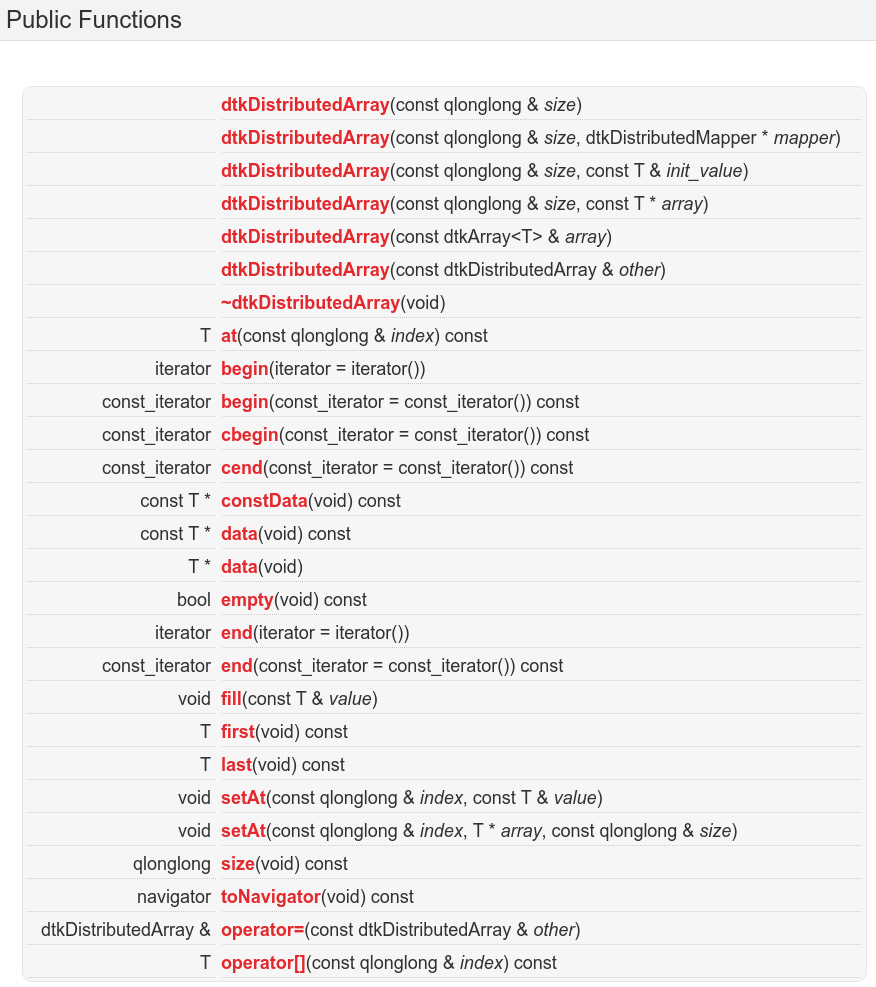 Public Functions
dtkDistributedArray(const qlonglong & size)
dtkDistributedArray(const qlonglong & size, dtkDistributedMapper * mapper)
dtkDistributedArray(const qlonglong & size, const T & init_value)
dtkDistributedArray(const qlonglong & size, const T * array)
dtkDistributedArray(const dtkArray<T> & array)
dtkDistributedArray(const dtkDistributedArray & other)
~dtkDistributedArray(void)
T at(const qlonglong & index) const
iterator begin(iterator = iterator())
const_iterator begin(const_iterator = const_iterator()) const
const_iterator cbegin(const_iterator = const_iterator()) const
const_iterator cend(const_iterator = const_iterator()) const
const T * constData(void) const
const T * data(void) const
T * data(void)
bool empty(void) const
iterator end(iterator = iterator())
const_iterator end(const_iterator = const_iterator()) const
void fill(const T & value)
T first(void) const
T last(void) const
void setAt(const qlonglong & index, const T & value)
void setAt(const qlonglong & index, T * array, const qlonglong & size)
qlonglong size(void) const
navigator toNavigator(void) const
dtkDistributedArray & operator=(const dtkDistributedArray & other)
T operator[](const qlonglong & index) const